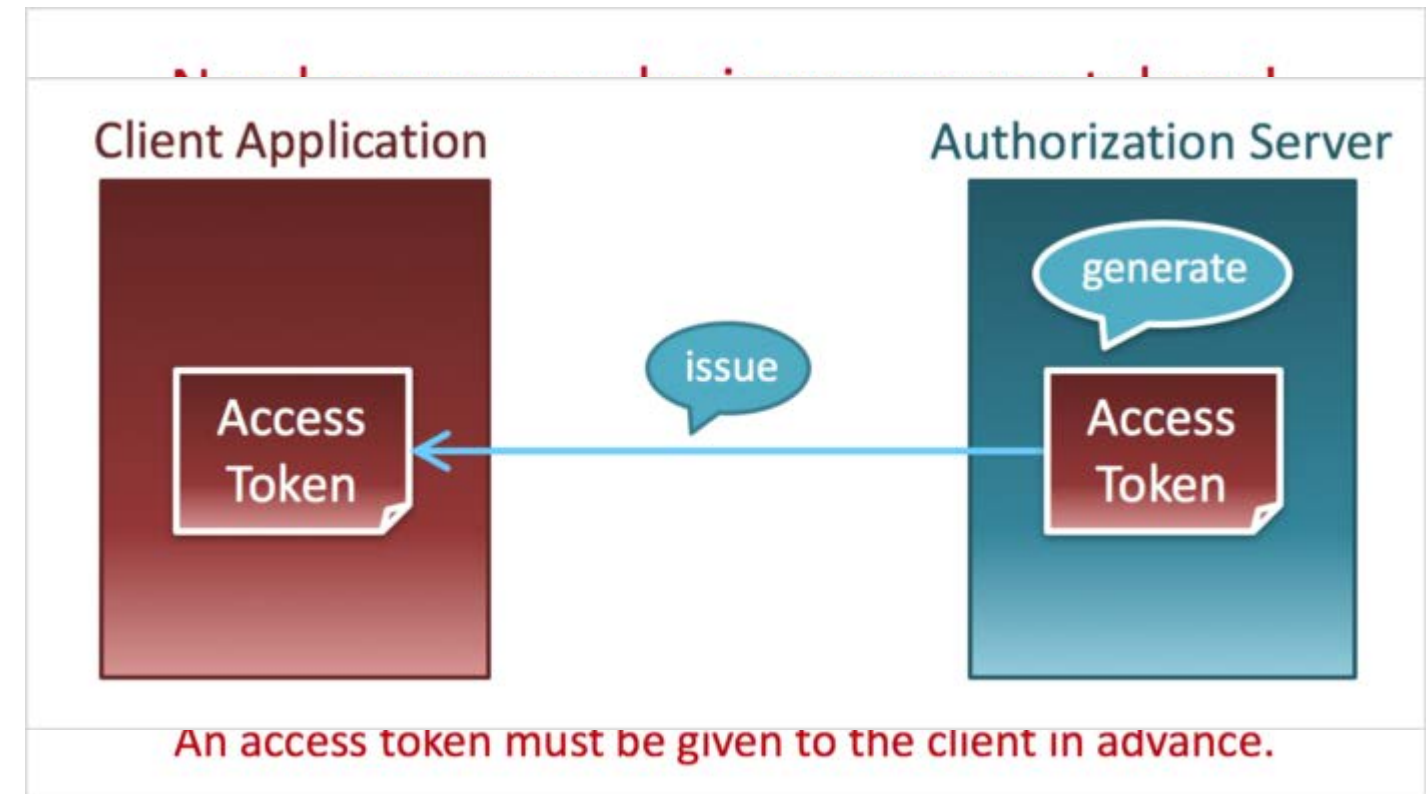 Client Application
Authorization Server
generate
issue
Access
Token
Access
Token
An access token must be given to the client in advance.